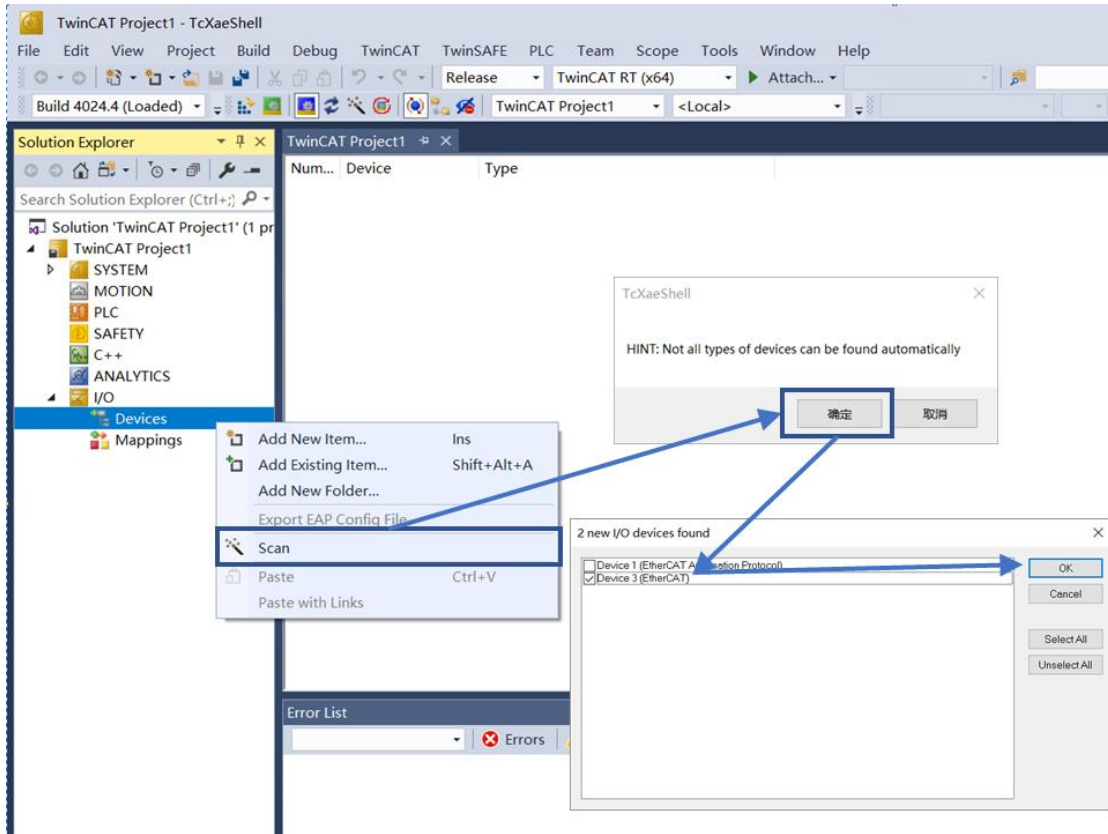 TwinCAT Project1 - TcXaeShell
File Edit View Project Build Debug TwinCAT TwinSAFE PLC Team Scope Tools Window Help
Release TwinCAT RT (x64) Attach...
Build 4024.4 (Loaded) TwinCAT Project1 <Local>
Solution Explorer
Search Solution Explorer (Ctrl+;)
Solution 'TwinCAT Project1' (1 pr
TwinCAT Project1
SYSTEM
MOTION
PLC
SAFETY
C++
ANALYTICS
I/O
Devices
Mappings
TwinCAT Project1
Num... Device Type
Add New Item... Ins
Add Existing Item... Shift+Alt+A
Add New Folder...
Export EAP Config File
Scan
Paste Ctrl+V
Paste with Links
TcXaeShell
HINT: Not all types of devices can be found automatically
确定 取消
2 new I/O devices found
Device 1 (EtherCAT Automation Protocol)
Device 3 (EtherCAT)
OK
Cancel
Select All
Unselect All
Error List
Errors